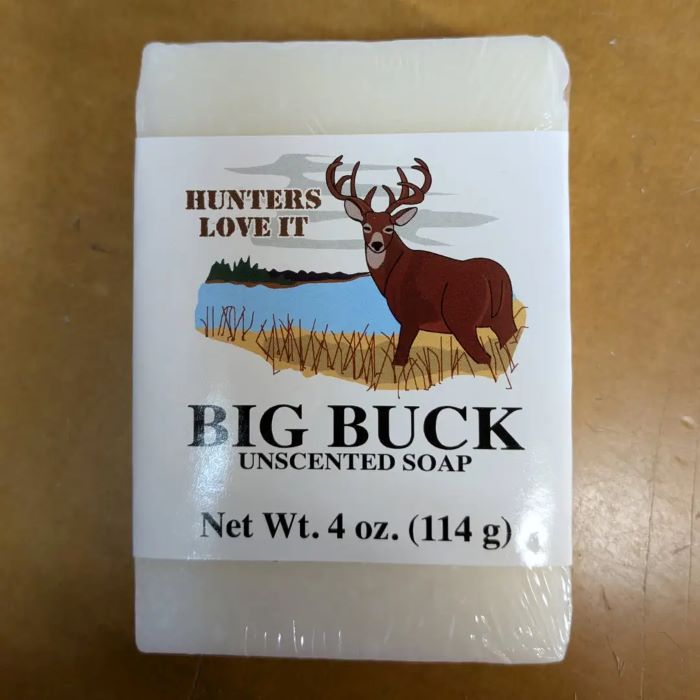 HUNTERS
LOVE IT
BIG BUCK
UNSCENTED SOAP
Net Wt. 4 oz. (114 g)